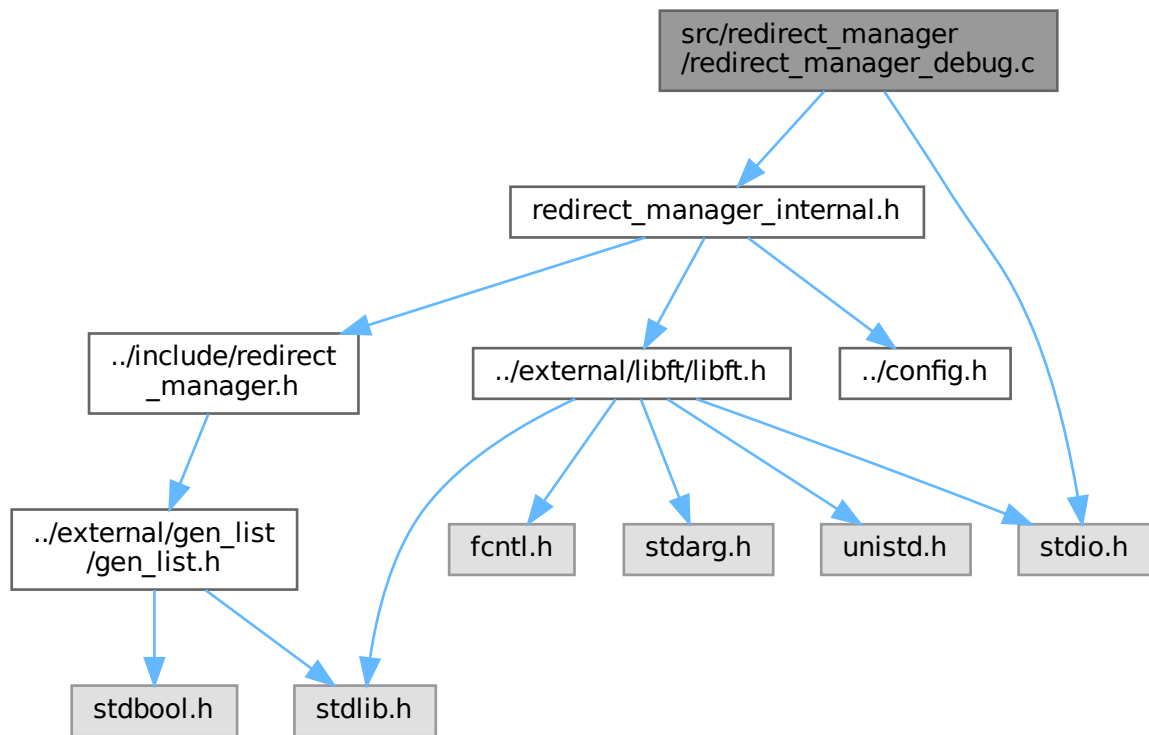 src/redirect_manager
/redirect_manager_debug.c
redirect_manager_internal.h
../include/redirect
_manager.h
../external/libft/libft.h
../config.h
../external/gen_list
/gen_list.h
fcntl.h
stdarg.h
unistd.h
stdio.h
stdbool.h
stdlib.h